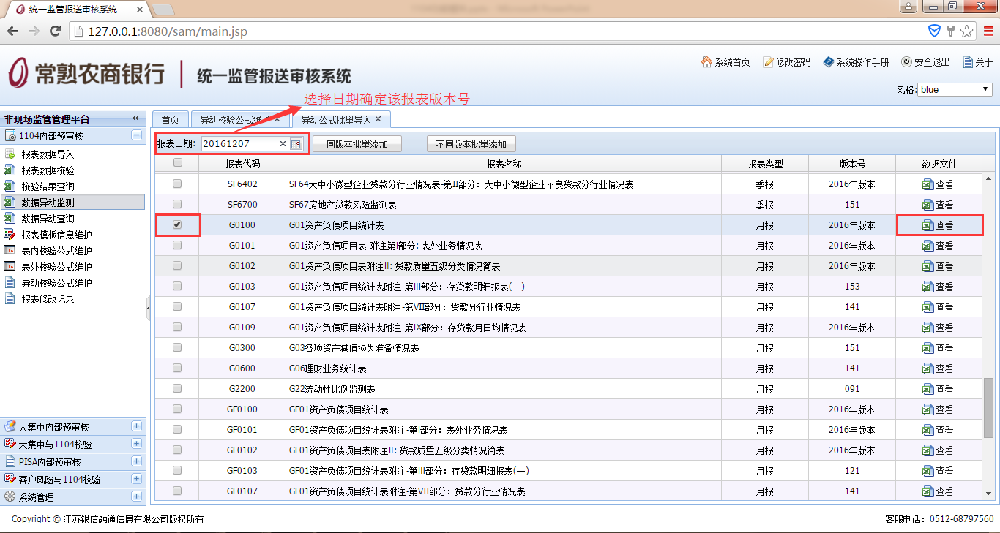 统一监管报送审核系统
127.0.0.1:8080/sam/main.jsp
常熟农商银行 统一监管报送审核系统
系统首页 修改密码 系统操作手册 安全退出 关于
风格: blue
选择日期确定该报表版本号
非现场监管管理平台
1104内部预审核
报表数据导入
报表数据校验
校验结果查询
数据异动监测
数据异动查询
报表模板信息维护
表内校验公式维护
表外校验公式维护
异动校验公式维护
报表修改记录
大集中内部预审核
大集中与1104校验
PISA内部预审核
客户风险与1104校验
系统管理
首页 异动校验公式维护 异动公式批量导入
报表日期: 20161207 同版本批量添加 不同版本批量添加
报表代码 报表名称 报表类型 版本号 数据文件
SF6402 SF64大中小微型企业贷款分行业情况表-第II部分：大中小微型企业不良贷款分行业情况表 季报 2016年版本 查看
SF6700 SF67房地产贷款风险监测表 季报 151 查看
G0100 G01资产负债项目统计表 月报 2016年版本 查看
G0101 G01资产负债项目表-附注第I部分: 表外业务情况表 月报 2016年版本 查看
G0102 G01资产负债项目表附注II: 贷款质量五级分类情况简表 月报 2016年版本 查看
G0103 G01资产负债项目统计表附注-第III部分：存贷款明细报表(一) 月报 153 查看
G0107 G01资产负债项目统计表附注-第VII部分：贷款分行业情况表 月报 141 查看
G0109 G01资产负债项目统计表附注-第IX部分：存贷款月日均情况表 月报 2016年版本 查看
G0300 G03各项资产减值损失准备情况表 月报 151 查看
G0600 G06理财业务统计表 月报 141 查看
G2200 G22流动性比例监测表 月报 091 查看
GF0100 GF01资产负债项目统计表 月报 2016年版本 查看
GF0101 GF01资产负债项目统计表附注-第I部分：表外业务情况表 月报 2016年版本 查看
GF0102 GF01资产负债项目表附注II: 贷款质量五级分类情况简表 月报 2016年版本 查看
GF0103 GF01资产负债项目统计表附注-第III部分：存贷款明细报表(一) 月报 121 查看
GF0107 GF01资产负债项目统计表附注-第VII部分：贷款分行业情况表 月报 141 查看
Copyright © 江苏银信融通信息有限公司版权所有 客服电话：0512-68797560